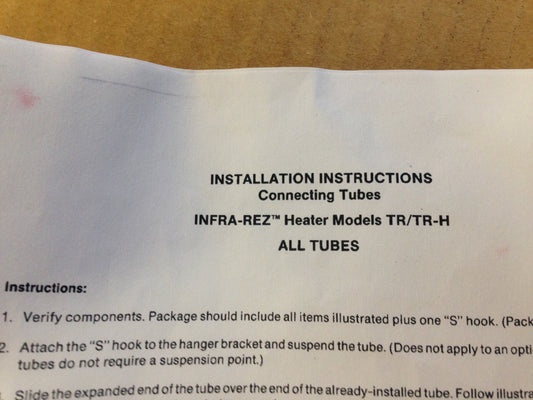 INSTALLATION INSTRUCTIONS
Connecting Tubes
INFRA-REZ™ Heater Models TR/TR-H
ALL TUBES
Instructions:
1. Verify components. Package should include all items illustrated plus one "S" hook. (Pack
2. Attach the "S" hook to the hanger bracket and suspend the tube. (Does not apply to an opti
tubes do not require a suspension point.)
Slide the expanded end of the tube over the end of the already-installed tube. Follow illustra